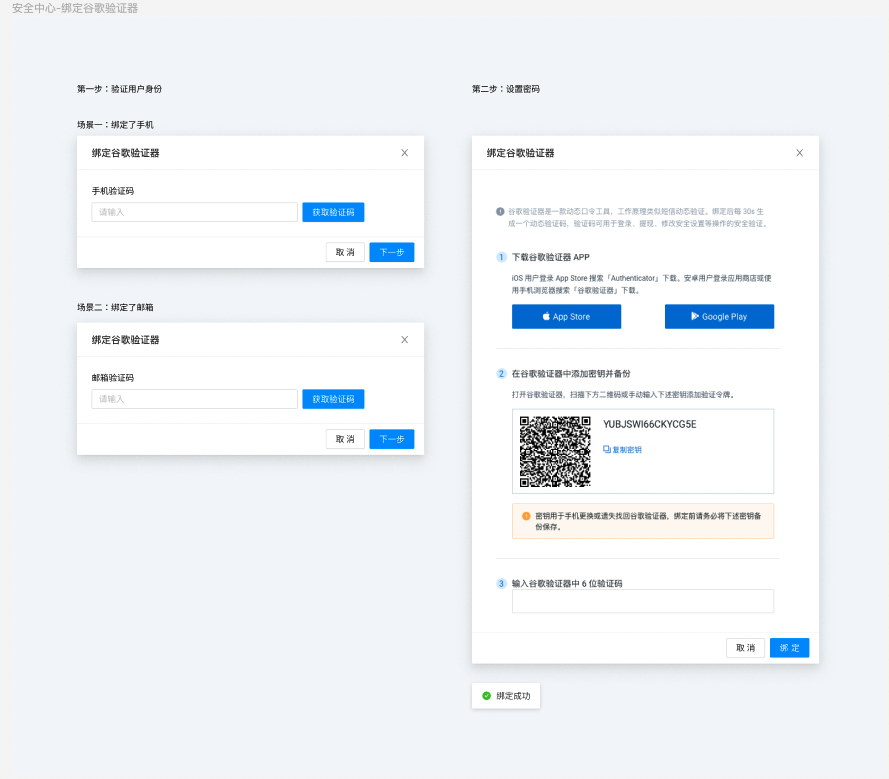 安全中心-绑定谷歌验证器
第一步：验证用户身份
场景一：绑定了手机
绑定谷歌验证器
手机验证码
请输入
获取验证码
取 消
下一步
场景二：绑定了邮箱
绑定谷歌验证器
邮箱验证码
请输入
获取验证码
取 消
下一步
第二步：设置密码
绑定谷歌验证器
谷歌验证器是一款动态口令工具，工作原理类似短信动态验证。绑定后每 30s 生
成一个动态验证码，验证码可用于登录、提现、修改安全设置等操作的安全验证。
1 下载谷歌验证器 APP
iOS 用户登录 App Store 搜索「Authenticator」下载。安卓用户登录应用商店或使
用手机浏览器搜索「谷歌验证器」下载。
App Store
Google Play
2 在谷歌验证器中添加密钥并备份
打开谷歌验证器，扫描下方二维码或手动输入下述密钥添加验证令牌。
YUBJSWI66CKYCG5E
复制密钥
密钥用于手机更换或遗失找回谷歌验证器，绑定前请务必将下述密钥备
份保存。
3 输入谷歌验证器中 6 位验证码
取 消
绑 定
绑定成功